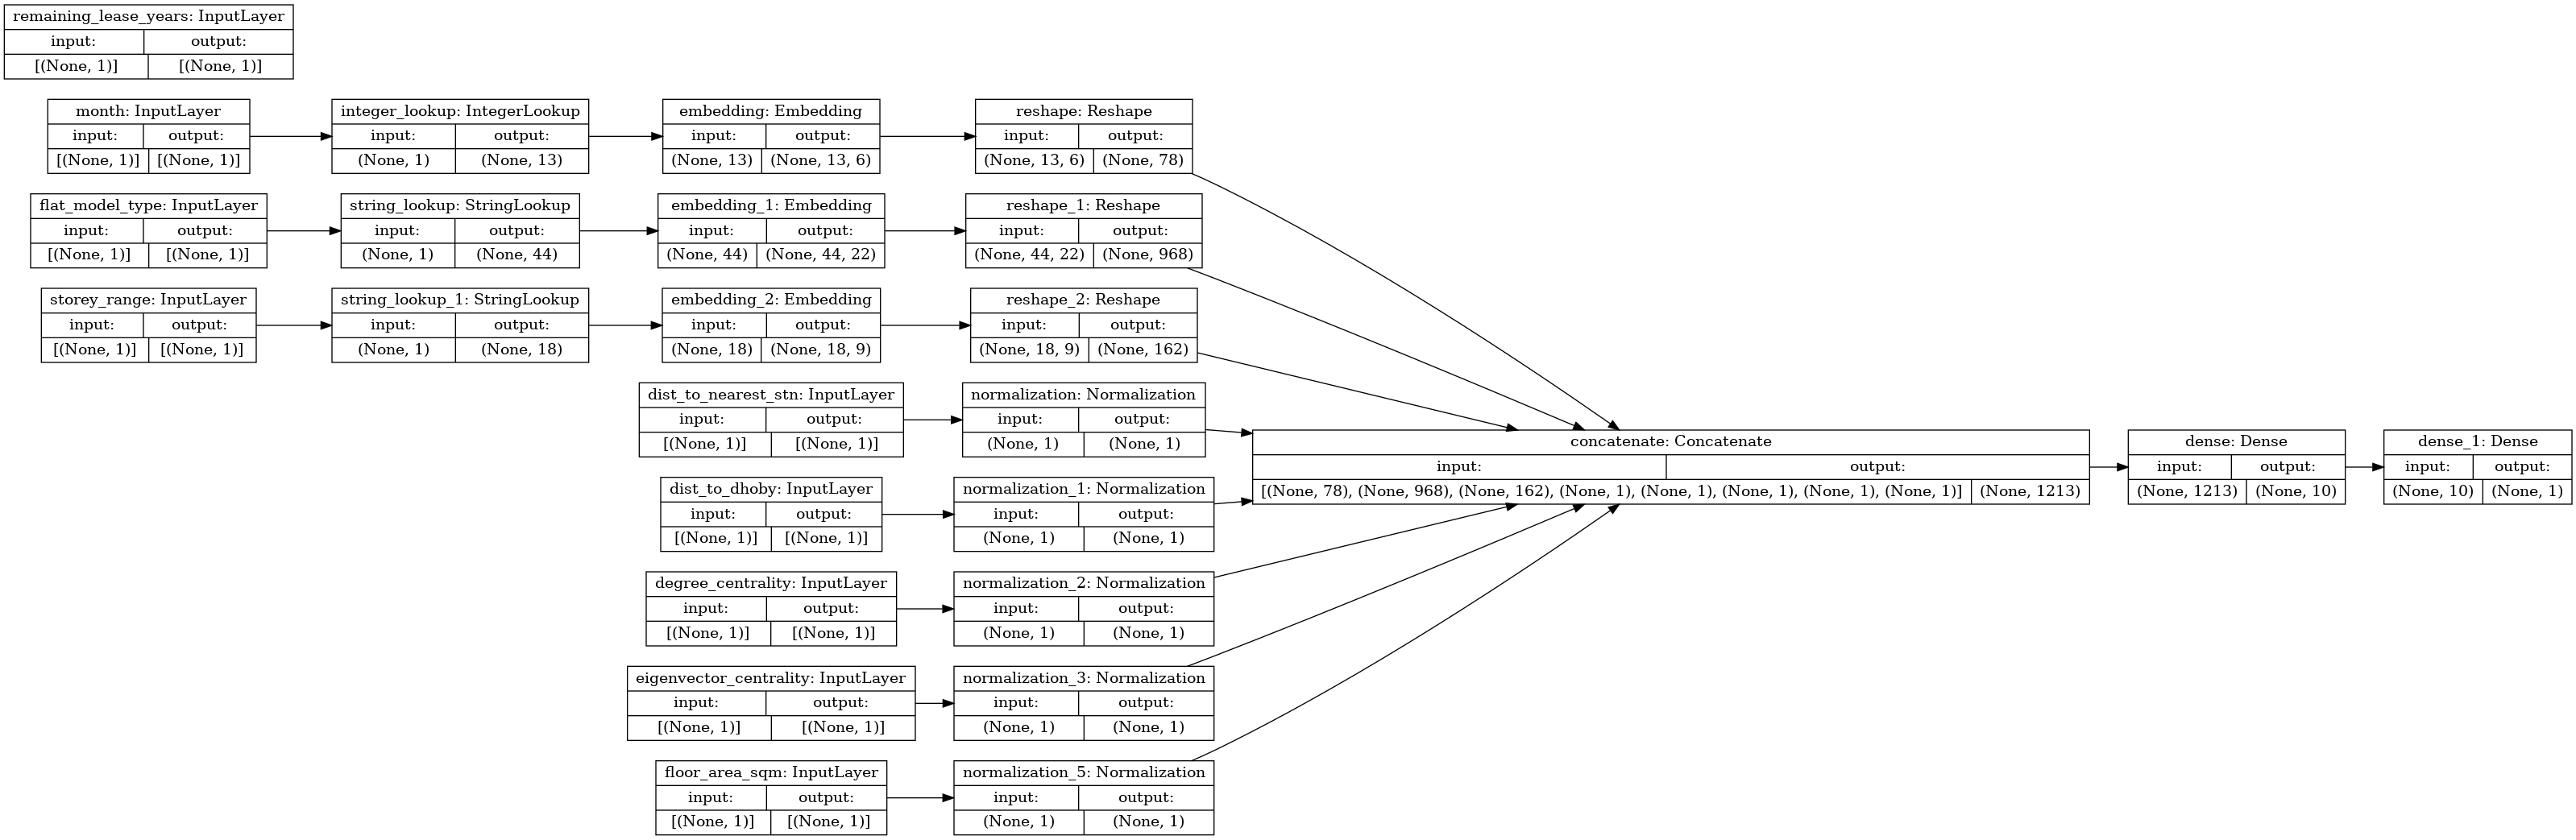 remaining_lease_years: InputLayer
input: output:
[(None, 1)] [(None, 1)]
month: InputLayer
input: output:
[(None, 1)] [(None, 1)]
integer_lookup: IntegerLookup
input: output:
(None, 1) (None, 13)
embedding: Embedding
input: output:
(None, 13) (None, 13, 6)
reshape: Reshape
input: output:
(None, 13, 6) (None, 78)
flat_model_type: InputLayer
input: output:
[(None, 1)] [(None, 1)]
string_lookup: StringLookup
input: output:
(None, 1) (None, 44)
embedding_1: Embedding
input: output:
(None, 44) (None, 44, 22)
reshape_1: Reshape
input: output:
(None, 44, 22) (None, 968)
storey_range: InputLayer
input: output:
[(None, 1)] [(None, 1)]
string_lookup_1: StringLookup
input: output:
(None, 1) (None, 18)
embedding_2: Embedding
input: output:
(None, 18) (None, 18, 9)
reshape_2: Reshape
input: output:
(None, 18, 9) (None, 162)
dist_to_nearest_stn: InputLayer
input: output:
[(None, 1)] [(None, 1)]
normalization: Normalization
input: output:
(None, 1) (None, 1)
dist_to_dhoby: InputLayer
input: output:
[(None, 1)] [(None, 1)]
normalization_1: Normalization
input: output:
(None, 1) (None, 1)
degree_centrality: InputLayer
input: output:
[(None, 1)] [(None, 1)]
normalization_2: Normalization
input: output:
(None, 1) (None, 1)
eigenvector_centrality: InputLayer
input: output:
[(None, 1)] [(None, 1)]
normalization_3: Normalization
input: output:
(None, 1) (None, 1)
floor_area_sqm: InputLayer
input: output:
[(None, 1)] [(None, 1)]
normalization_5: Normalization
input: output:
(None, 1) (None, 1)
concatenate: Concatenate
input: output:
[(None, 78), (None, 968), (None, 162), (None, 1), (None, 1), (None, 1), (None, 1), (None, 1)] (None, 1213)
dense: Dense
input: output:
(None, 1213) (None, 10)
dense_1: Dense
input: output:
(None, 10) (None, 1)